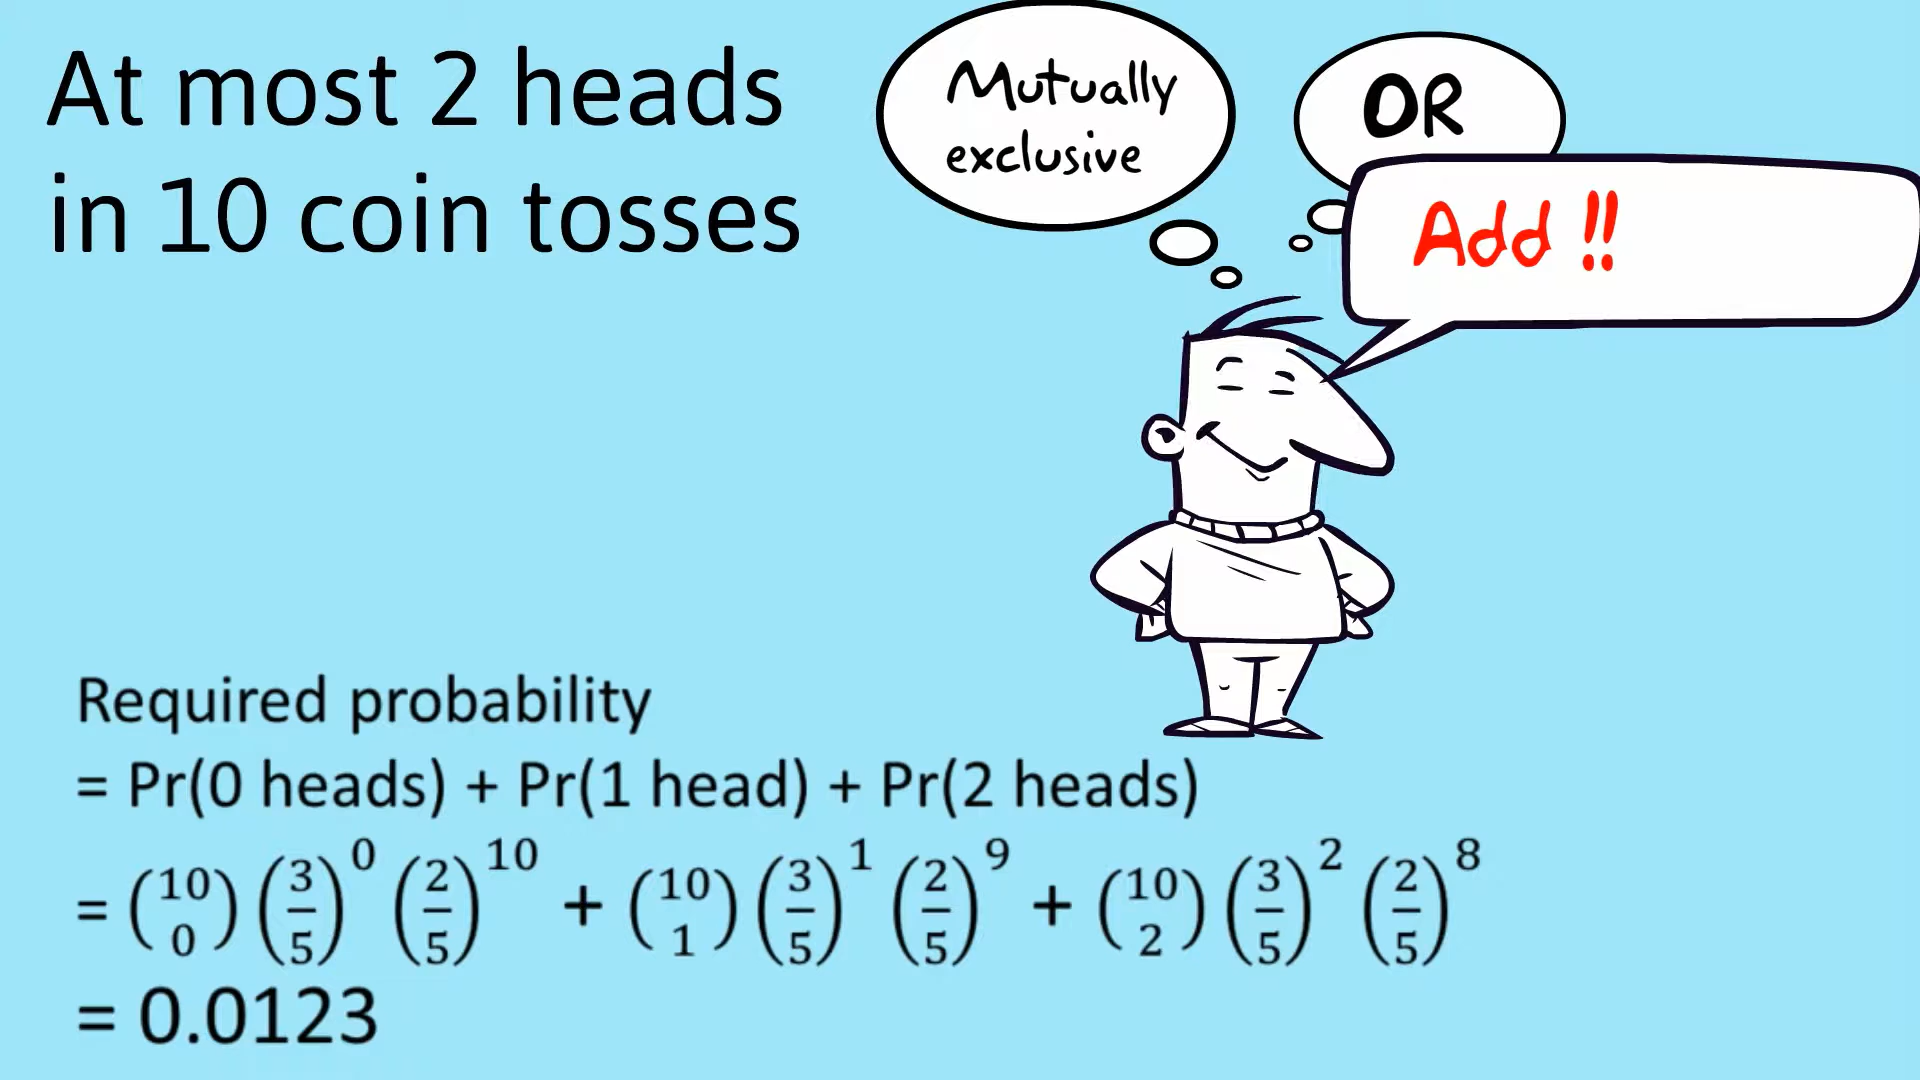 At most 2 heads
in 10 coin tosses
Mutually
exclusive
OR
Add !!
Required probability
= Pr(0 heads) + Pr(1 head) + Pr(2 heads)
= (10 0) (3/5)^0 (2/5)^10 + (10 1) (3/5)^1 (2/5)^9 + (10 2) (3/5)^2 (2/5)^8
= 0.0123